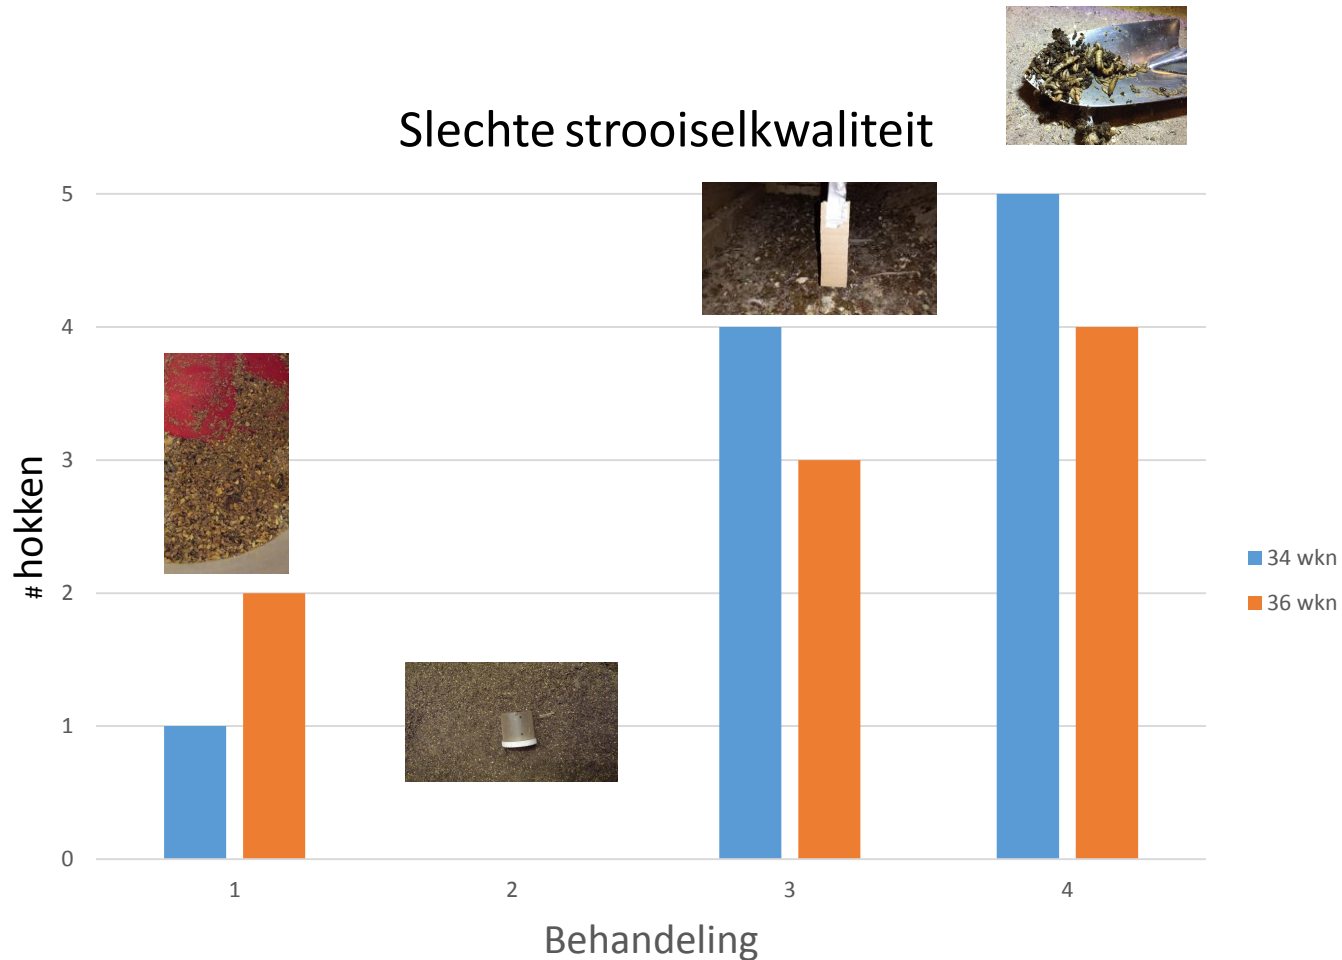 Slechte strooiselkwaliteit
5
4
3
2
1
0
# hokken
1 2 3 4
Behandeling
34 wkn
36 wkn